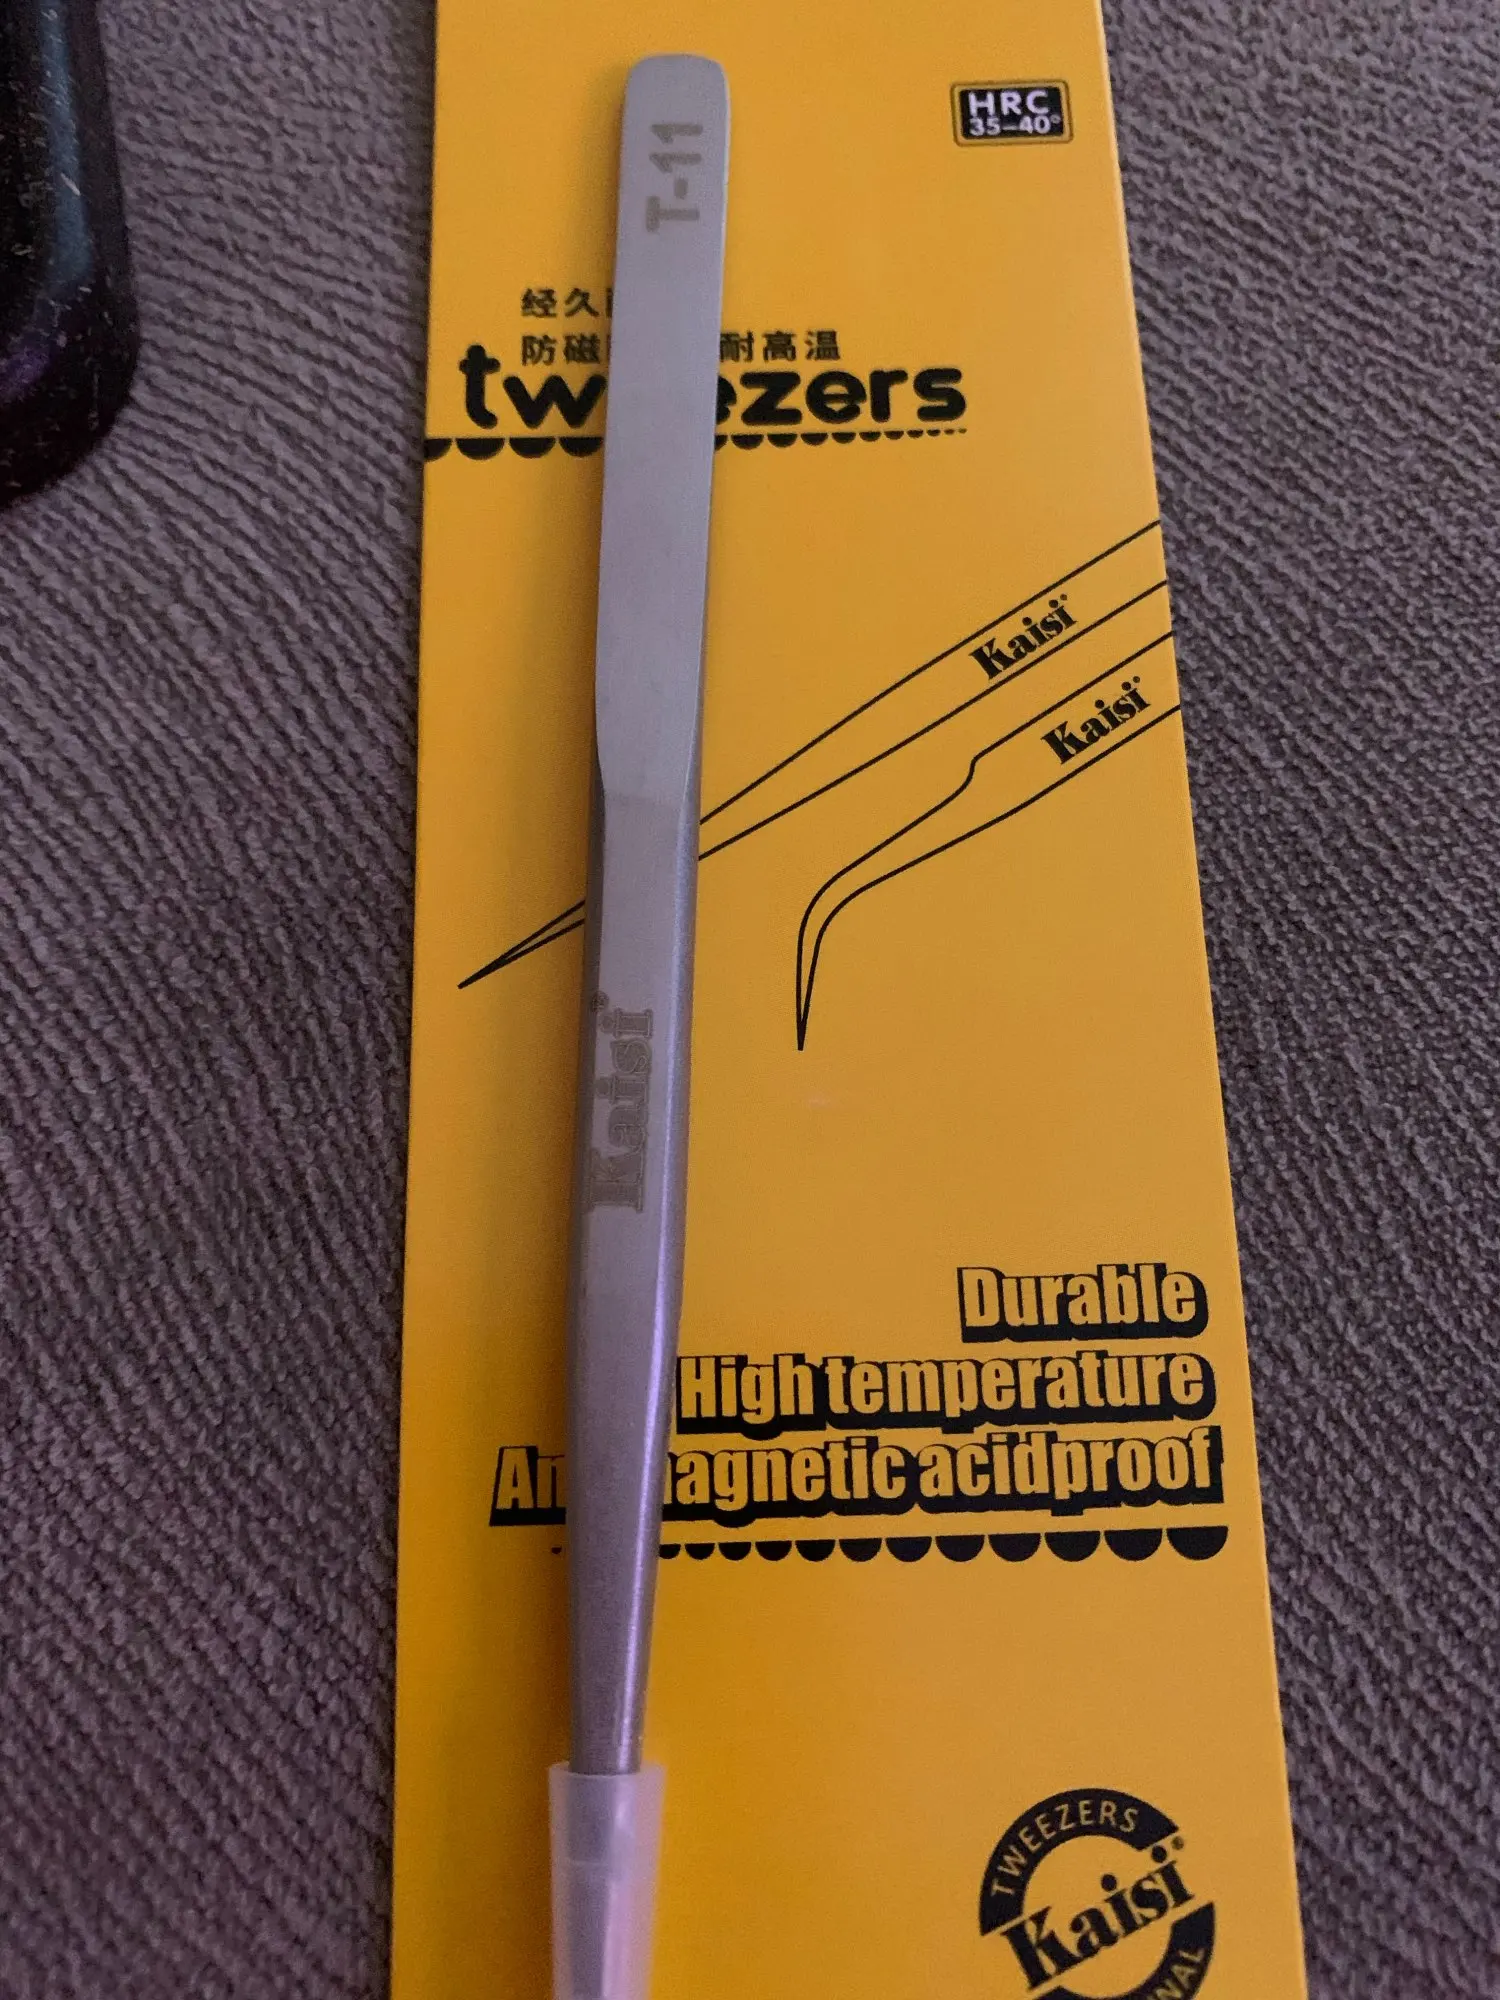 HRC
35-40°
T-11
经久
防磁 耐高温
tw ezers
Kaisi
Kaisi
Kaisi
Durable
High temperature
An agnetic acidproof
TWEEZERS
Kaisi